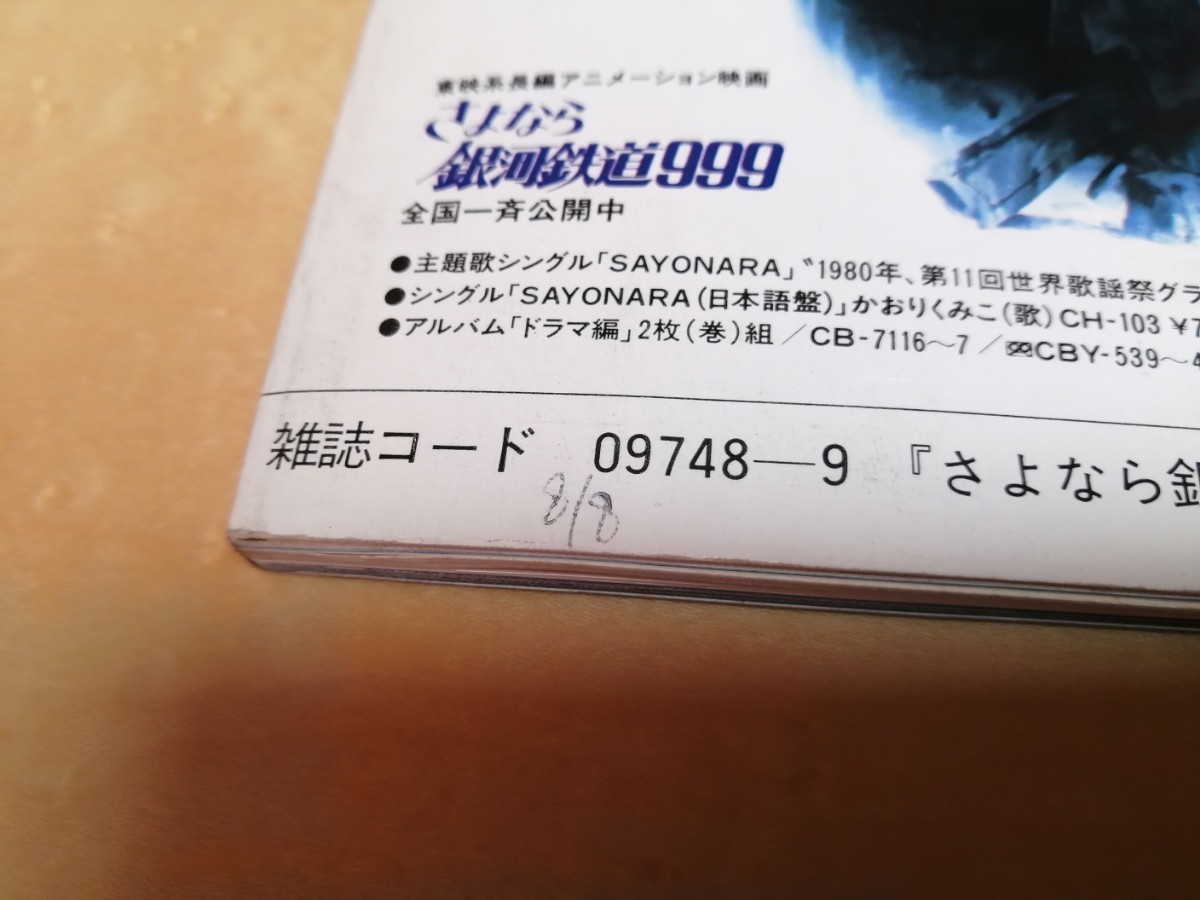 東映系長編アニメーション映画
さよなら
銀河鉄道999
全国一斉公開中
●主題歌シングル「SAYONARA」〝1980年、第11回世界歌謡祭グラ
●シングル「SAYONARA(日本語盤)」かおりくみこ(歌)CH-103 ¥7
●アルバム「ドラマ編」2枚(巻)組／CB-7116〜7／CBY-539〜4
雑誌コード 09748—9 『さよなら銀
8/8